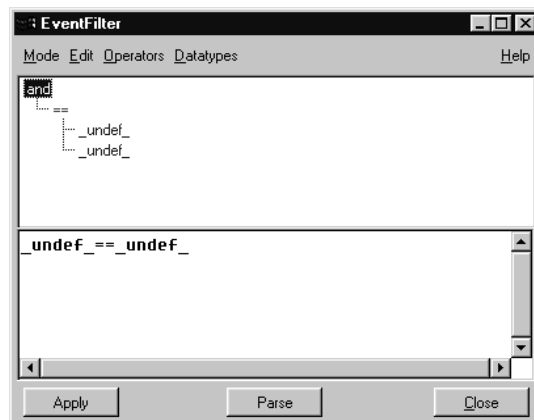 EventFilter
Mode Edit Operators Datatypes Help
and
==
_undef_
_undef_
_undef_==_undef_
Apply Parse Close